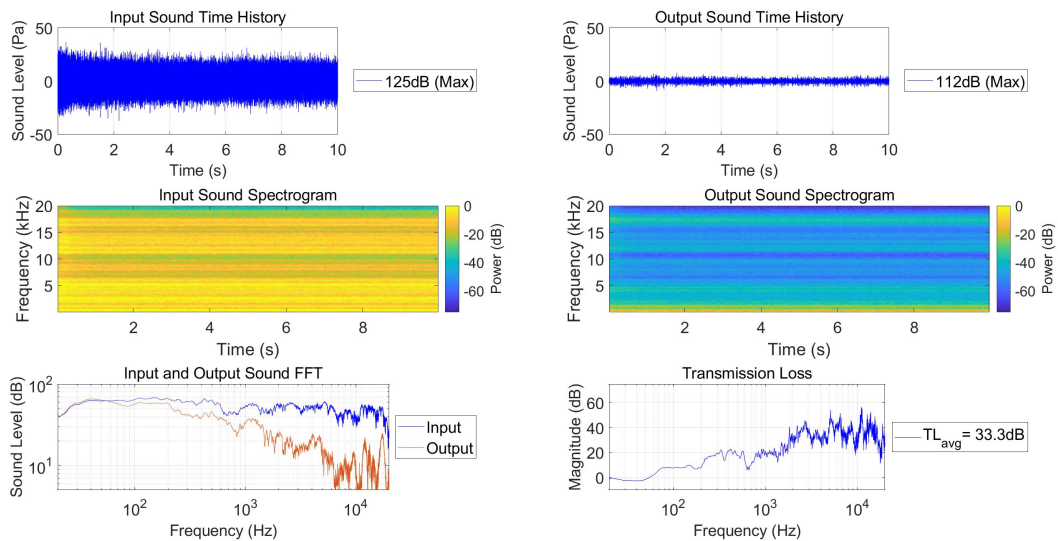 Input Sound Time History
Sound Level (Pa)
50
0
-50
0 2 4 6 8 10
Time (s)
125dB (Max)
Output Sound Time History
Sound Level (Pa)
50
0
-50
0 2 4 6 8 10
Time (s)
112dB (Max)
Input Sound Spectrogram
Frequency (kHz)
20
15
10
5
2 4 6 8
Time (s)
0
-20
-40
-60
Power (dB)
Output Sound Spectrogram
Frequency (kHz)
20
15
10
5
2 4 6 8
Time (s)
0
-20
-40
-60
Power (dB)
Input and Output Sound FFT
Sound Level (dB)
10²
10¹
10² 10³ 10⁴
Frequency (Hz)
Input
Output
Transmission Loss
Magnitude (dB)
60
40
20
0
10² 10³ 10⁴
Frequency (Hz)
TLavg= 33.3dB